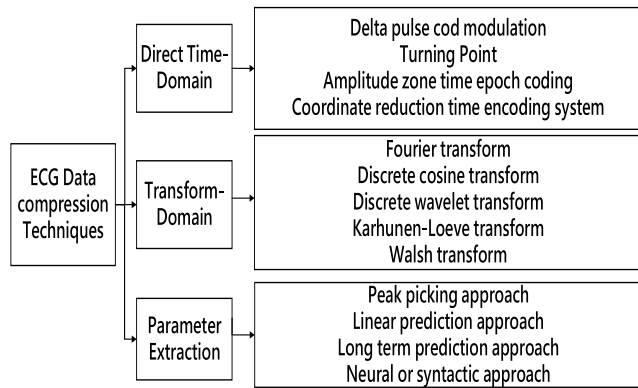 ECG Data
compression
Techniques
Direct Time-
Domain
Delta pulse cod modulation
Turning Point
Amplitude zone time epoch coding
Coordinate reduction time encoding system
Transform-
Domain
Fourier transform
Discrete cosine transform
Discrete wavelet transform
Karhunen-Loeve transform
Walsh transform
Parameter
Extraction
Peak picking approach
Linear prediction approach
Long term prediction approach
Neural or syntactic approach